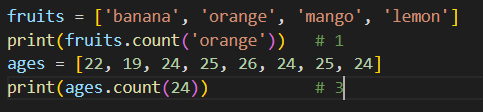 fruits = ['banana', 'orange', 'mango', 'lemon']
print(fruits.count('orange'))   # 1
ages = [22, 19, 24, 25, 26, 24, 25, 24]
print(ages.count(24))           # 3